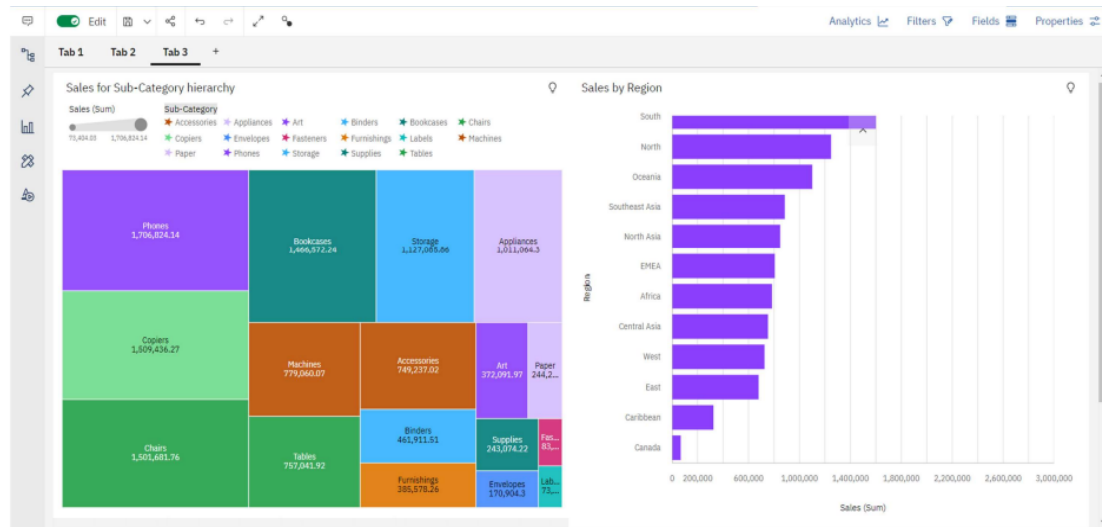 Edit
Analytics Filters Fields Properties
Tab 1 Tab 2 Tab 3 +
Sales for Sub-Category hierarchy
Sales (Sum)
1,706,824.14
Sub-Category
Accessories Appliances Art Binders Bookcases Chairs
Copiers Envelopes Fasteners Furnishings Labels Machines
Paper Phones Storage Supplies Tables
Phones
1,706,824.14
Copiers
1,509,436.27
Chairs
1,501,681.76
Bookcases
1,466,572.24
Storage
1,127,085.86
Appliances
1,011,064.3
Machines
779,060.07
Accessories
749,237.02
Tables
757,041.92
Binders
461,911.51
Furnishings
385,578.26
Art
372,091.97
Paper
244,2...
Supplies
243,074.22
Fas...
83,...
Envelopes
170,904.3
Lab...
73,...
Sales by Region
Region
South
North
Oceania
Southeast Asia
North Asia
EMEA
Africa
Central Asia
West
East
Caribbean
Canada
0 200,000 600,000 1,000,000 1,400,000 1,800,000 2,200,000 2,600,000 3,000,000
Sales (Sum)